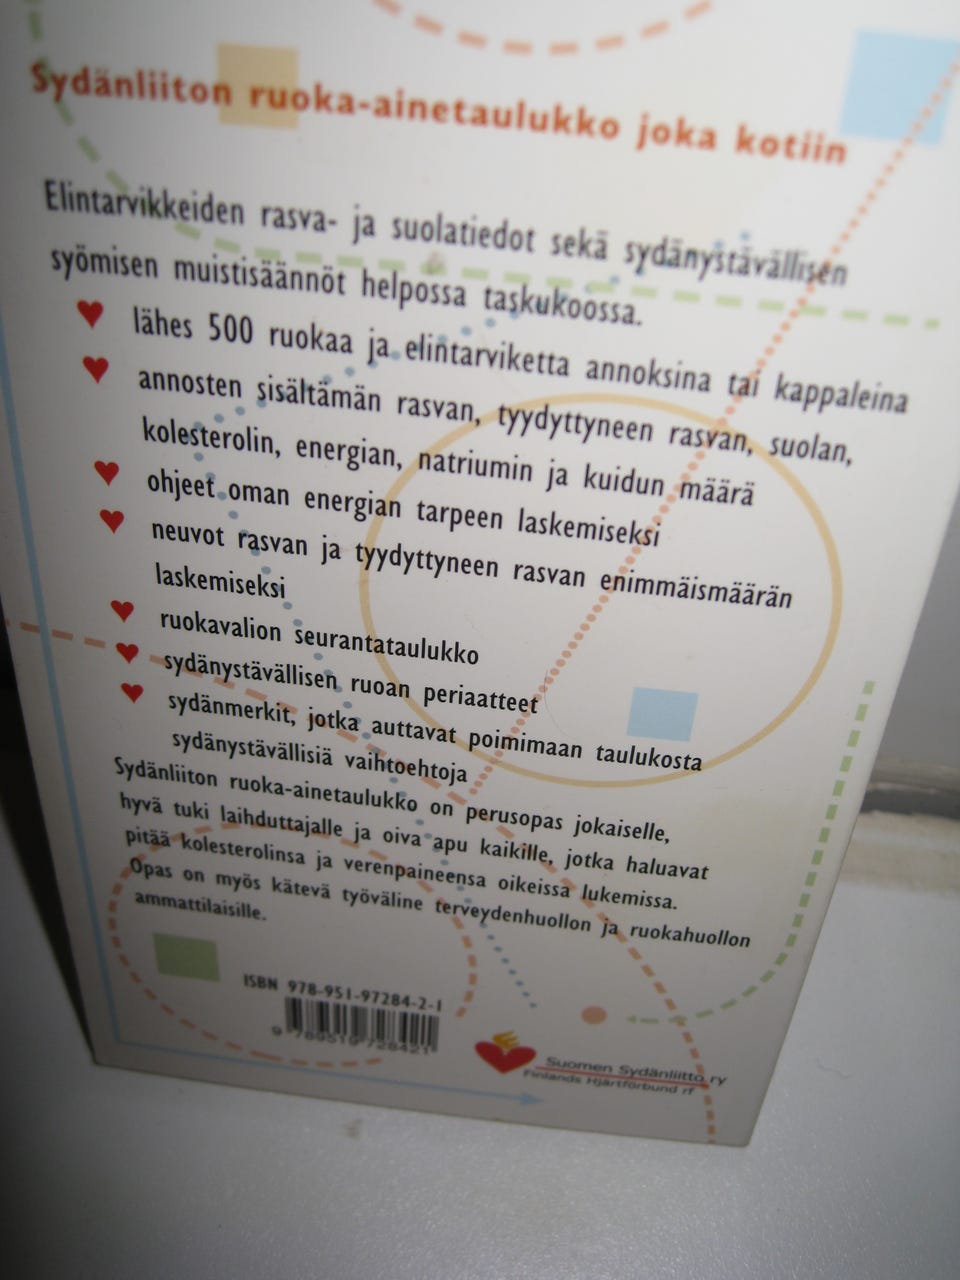 Sydänliiton ruoka-ainetaulukko joka kotiin
Elintarvikkeiden rasva- ja suolatiedot sekä sydänystävällisen
syömisen muistisäännöt helpossa taskukoossa.
lähes 500 ruokaa ja elintarviketta annoksina tai kappaleina
annosten sisältämän rasvan, tyydyttyneen rasvan, suolan,
kolesterolin, energian, natriumin ja kuidun määrä
ohjeet oman energian tarpeen laskemiseksi
neuvot rasvan ja tyydyttyneen rasvan enimmäismäärän
laskemiseksi
ruokavalion seurantataulukko
sydänystävällisen ruoan periaatteet
sydänmerkit, jotka auttavat poimimaan taulukosta
sydänystävällisiä vaihtoehtoja
Sydänliiton ruoka-ainetaulukko on perusopas jokaiselle,
hyvä tuki laihduttajalle ja oiva apu kaikille, jotka haluavat
pitää kolesterolinsa ja verenpaineensa oikeissa lukemissa.
Opas on myös kätevä työväline terveydenhuollon ja ruokahuollon
ammattilaisille.
ISBN 978-951-97284-2-1
9 789519 728421
Suomen Sydänliitto ry
Finlands Hjärtförbund rf